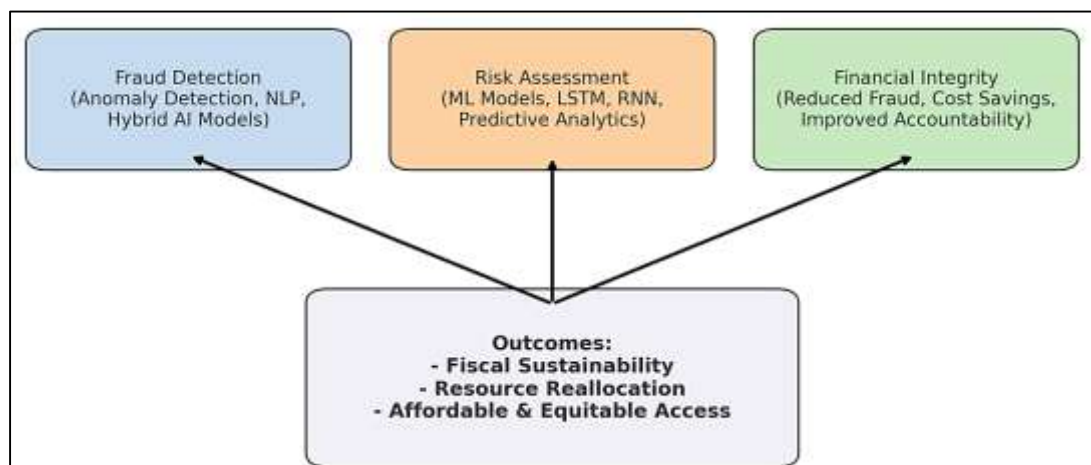 Fraud Detection
(Anomaly Detection, NLP,
Hybrid AI Models)
Risk Assessment
(ML Models, LSTM, RNN,
Predictive Analytics)
Financial Integrity
(Reduced Fraud, Cost Savings,
Improved Accountability)
Outcomes:
- Fiscal Sustainability
- Resource Reallocation
- Affordable & Equitable Access